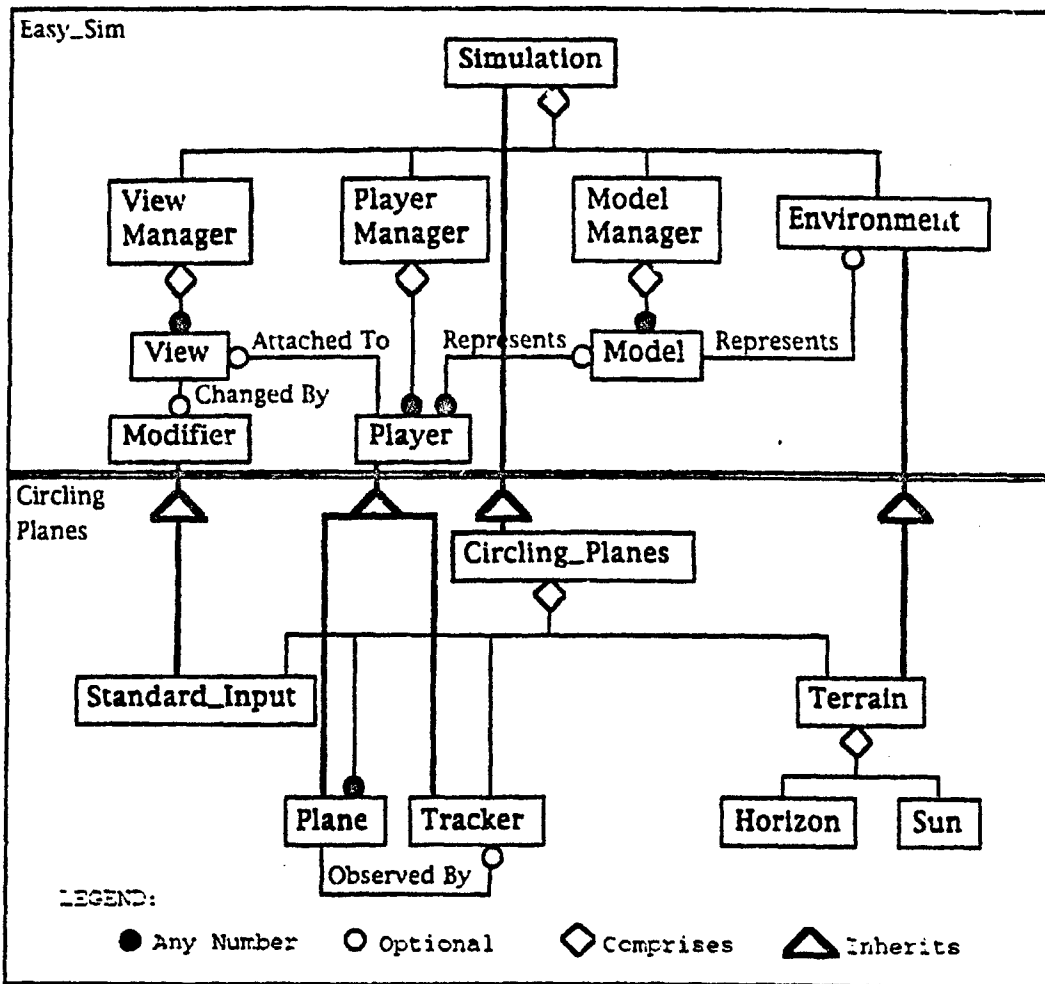 Easy_Sim
Simulation
View
Manager
Player
Manager
Model
Manager
Environment
View
Attached To
Represents
Model
Represents
Changed By
Modifier
Player
Circling
Planes
Circling_Planes
Standard_Input
Terrain
Plane
Tracker
Horizon
Sun
Observed By
LEGEND:
Any Number
Optional
Comprises
Inherits